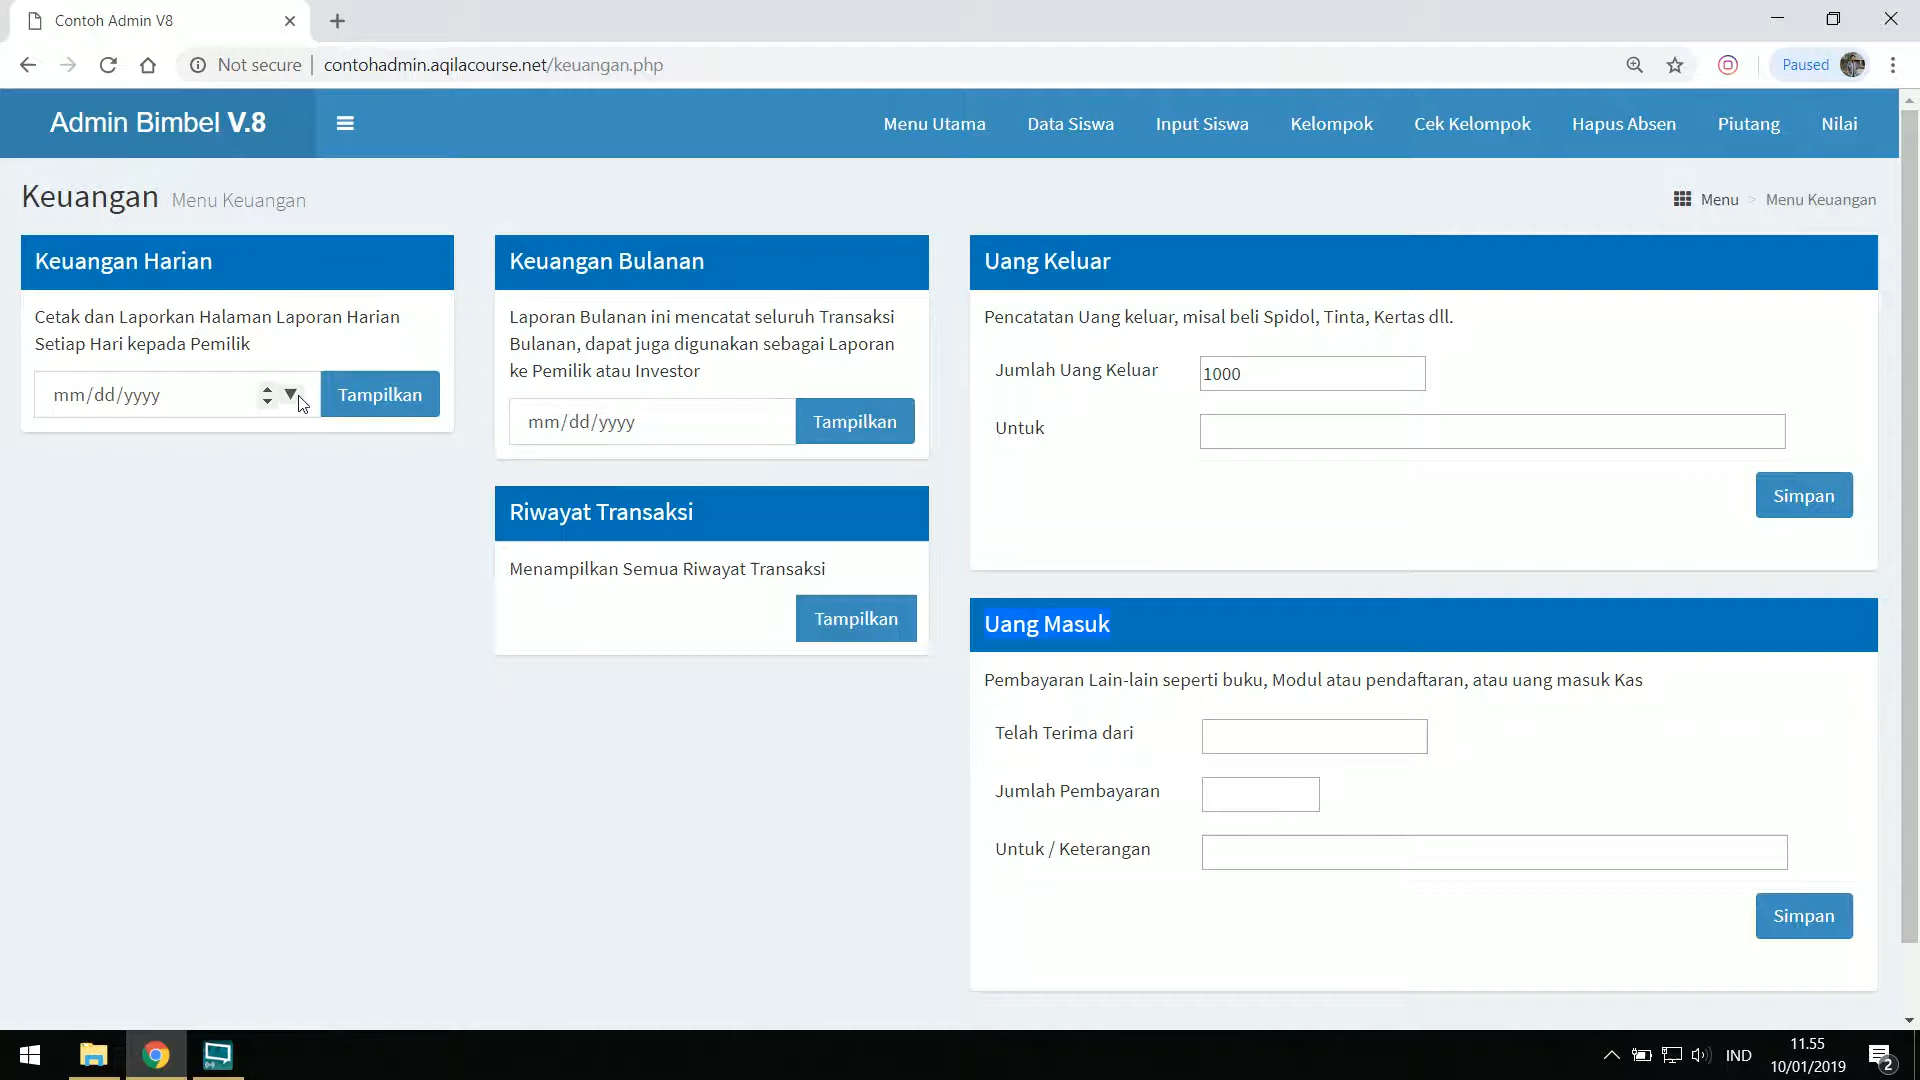 Contoh Admin V8
Not secure | contohadmin.aqilacourse.net/keuangan.php
Paused
Admin Bimbel V.8
Menu Utama
Data Siswa
Input Siswa
Kelompok
Cek Kelompok
Hapus Absen
Piutang
Nilai
Keuangan Menu Keuangan
Menu > Menu Keuangan
Keuangan Harian
Cetak dan Laporkan Halaman Laporan Harian
Setiap Hari kepada Pemilik
mm/dd/yyyy
Tampilkan
Keuangan Bulanan
Laporan Bulanan ini mencatat seluruh Transaksi
Bulanan, dapat juga digunakan sebagai Laporan
ke Pemilik atau Investor
mm/dd/yyyy
Tampilkan
Riwayat Transaksi
Menampilkan Semua Riwayat Transaksi
Tampilkan
Uang Keluar
Pencatatan Uang keluar, misal beli Spidol, Tinta, Kertas dll.
Jumlah Uang Keluar
1000
Untuk
Simpan
Uang Masuk
Pembayaran Lain-lain seperti buku, Modul atau pendaftaran, atau uang masuk Kas
Telah Terima dari
Jumlah Pembayaran
Untuk / Keterangan
Simpan
IND
11.55
10/01/2019
2